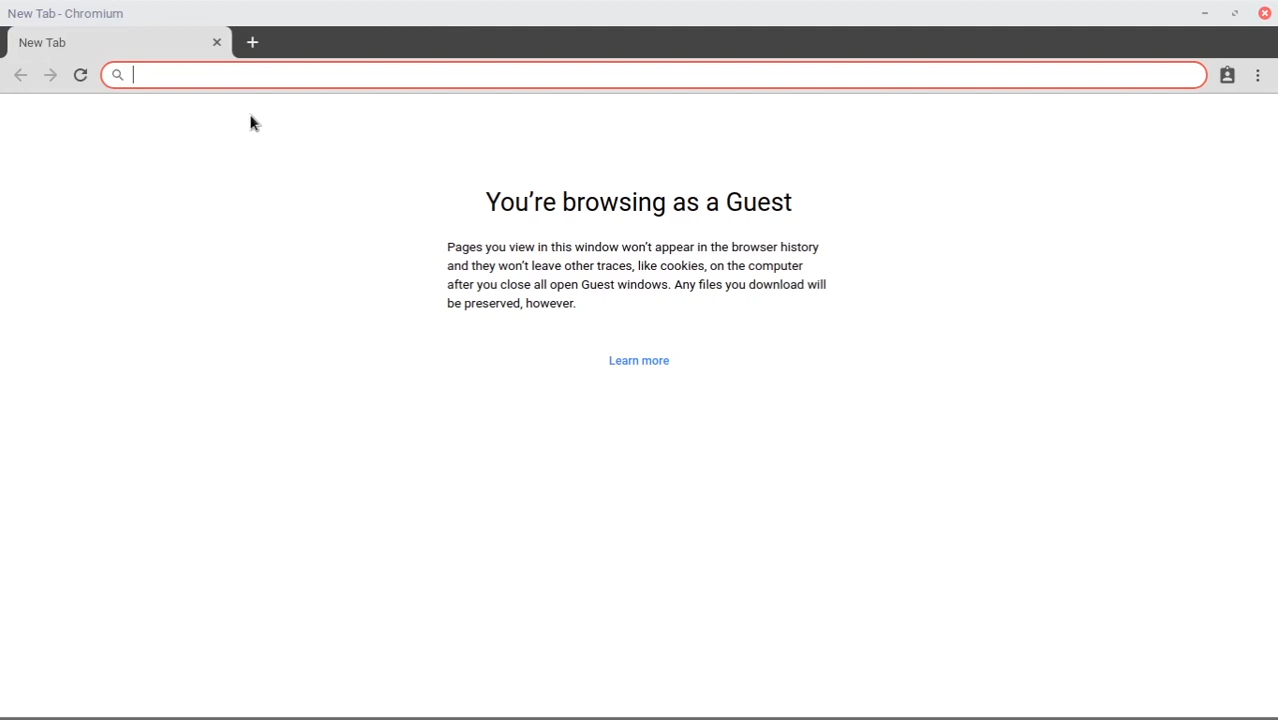 New Tab - Chromium
New Tab
You're browsing as a Guest
Pages you view in this window won't appear in the browser history
and they won't leave other traces, like cookies, on the computer
after you close all open Guest windows. Any files you download will
be preserved, however.
Learn more